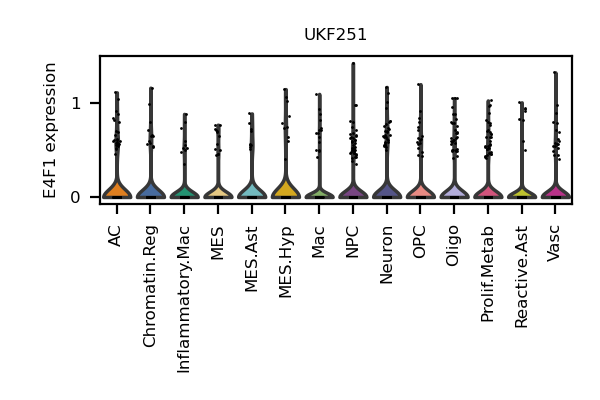 UKF251
E4F1 expression
1
0
AC
Chromatin.Reg
Inflammatory.Mac
MES
MES.Ast
MES.Hyp
Mac
NPC
Neuron
OPC
Oligo
Prolif.Metab
Reactive.Ast
Vasc